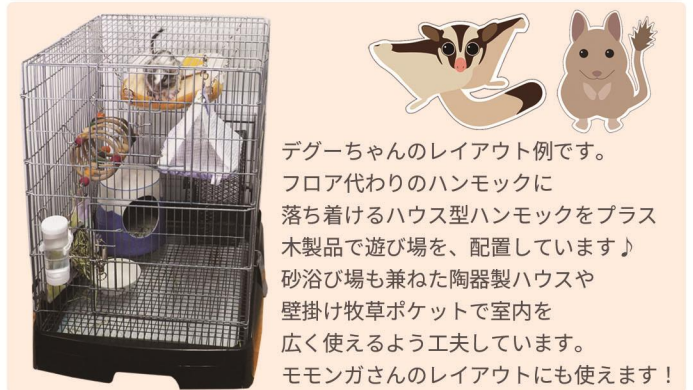 デグーちゃんのレイアウト例です。
フロア代わりのハンモックに
落ち着けるハウス型ハンモックをプラス
木製品で遊び場を、配置しています♪
砂浴び場も兼ねた陶器製ハウスや
壁掛け牧草ポケットで室内を
広く使えるよう工夫しています。
モモンガさんのレイアウトにも使えます！